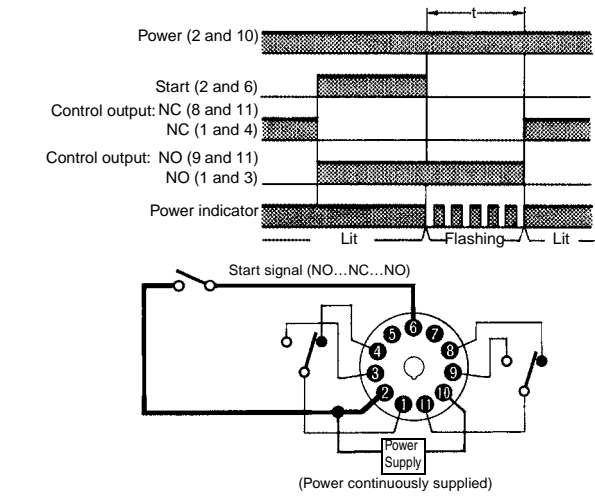 t
Power (2 and 10)
Start (2 and 6)
Control output: NC (8 and 11)
NC (1 and 4)
Control output: NO (9 and 11)
NO (1 and 3)
Power indicator
Lit
Flashing
Lit
Start signal (NO...NC...NO)
6
5
7
4
8
3
9
2
10
1
11
Power
Supply
(Power continuously supplied)